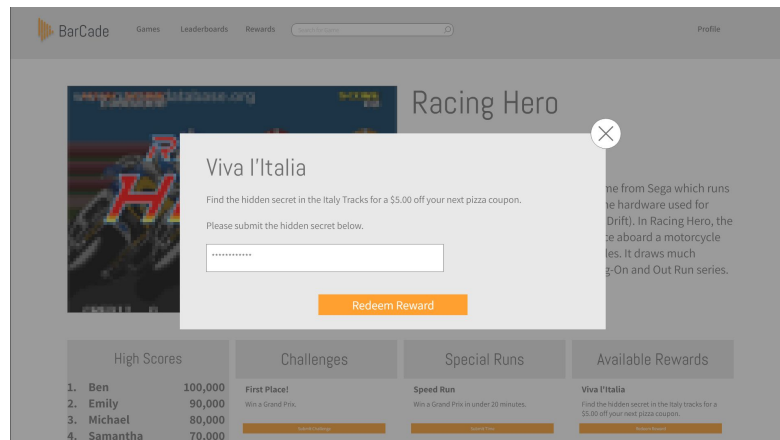 BarCade
Games
Leaderboards
Rewards
Profile
Racing Hero
Viva l'Italia
Find the hidden secret in the Italy Tracks for a $5.00 off your next pizza coupon.
Please submit the hidden secret below.
************
Redeem Reward
me from Sega which runs
hardware used for
Drift). In Racing Hero, the
aboard a motorcycle
les. It draws much
g-On and Out Run series.
High Scores
1. Ben 100,000
2. Emily 90,000
3. Michael 80,000
4. Samantha 70,000
Challenges
First Place!
Win a Grand Prix.
Submit Challenge
Special Runs
Speed Run
Win a Grand Prix in under 20 minutes.
Available Rewards
Viva l'Italia
Find the hidden secret in the Italy tracks for a
$5.00 off your next pizza coupon.
Redeem Reward